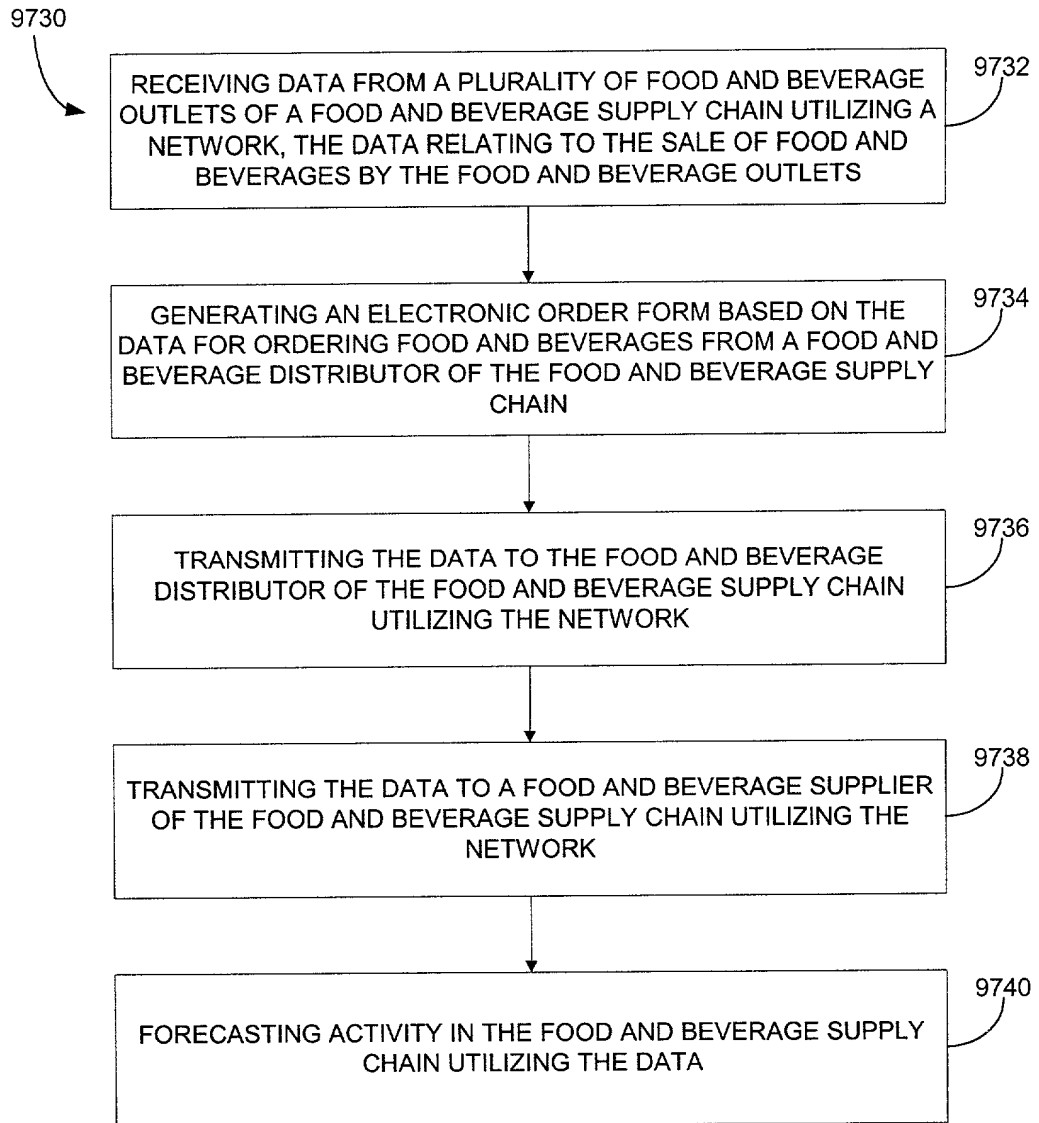 9730
RECEIVING DATA FROM A PLURALITY OF FOOD AND BEVERAGE
OUTLETS OF A FOOD AND BEVERAGE SUPPLY CHAIN UTILIZING A
NETWORK, THE DATA RELATING TO THE SALE OF FOOD AND
BEVERAGES BY THE FOOD AND BEVERAGE OUTLETS
9732
GENERATING AN ELECTRONIC ORDER FORM BASED ON THE
DATA FOR ORDERING FOOD AND BEVERAGES FROM A FOOD AND
BEVERAGE DISTRIBUTOR OF THE FOOD AND BEVERAGE SUPPLY
CHAIN
9734
TRANSMITTING THE DATA TO THE FOOD AND BEVERAGE
DISTRIBUTOR OF THE FOOD AND BEVERAGE SUPPLY CHAIN
UTILIZING THE NETWORK
9736
TRANSMITTING THE DATA TO A FOOD AND BEVERAGE SUPPLIER
OF THE FOOD AND BEVERAGE SUPPLY CHAIN UTILIZING THE
NETWORK
9738
FORECASTING ACTIVITY IN THE FOOD AND BEVERAGE SUPPLY
CHAIN UTILIZING THE DATA
9740